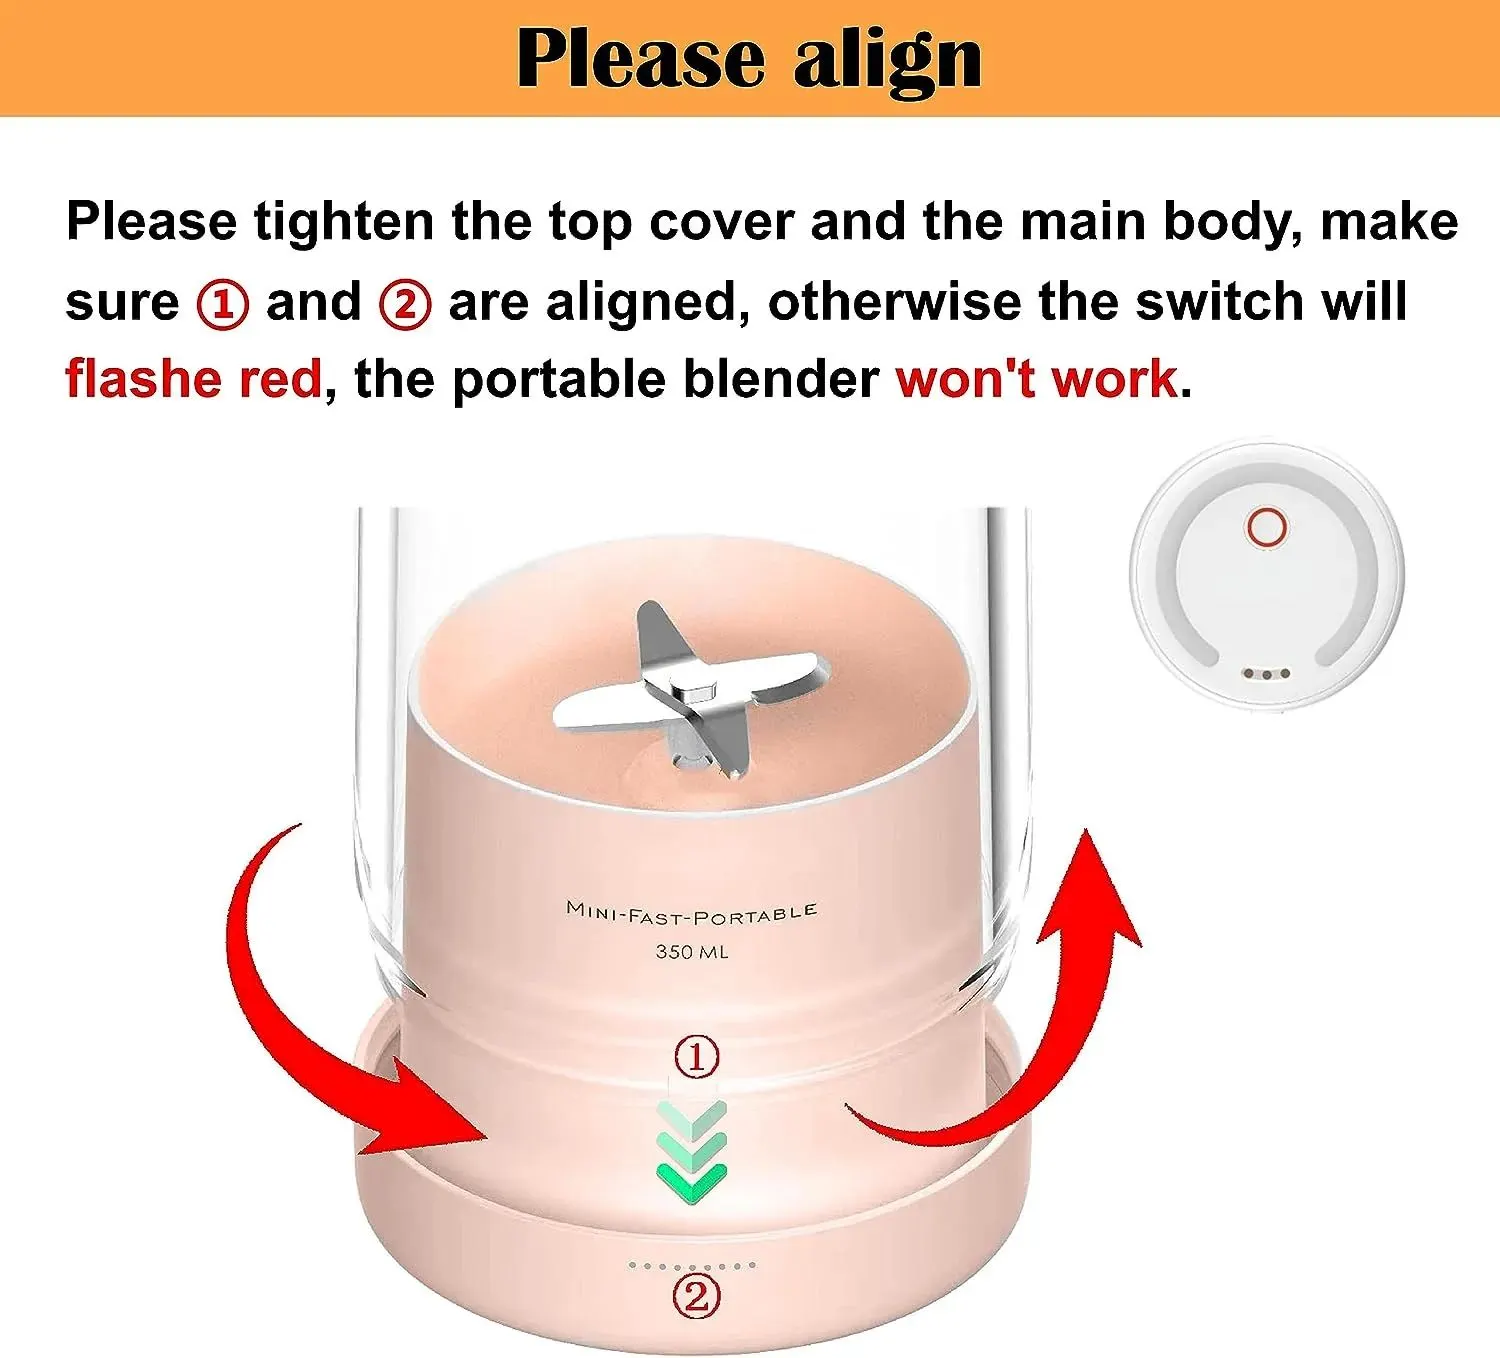 Please align
Please tighten the top cover and the main body, make
sure ① and ② are aligned, otherwise the switch will
flashe red, the portable blender won't work.
MINI-FAST-PORTABLE
350 ML
①
②